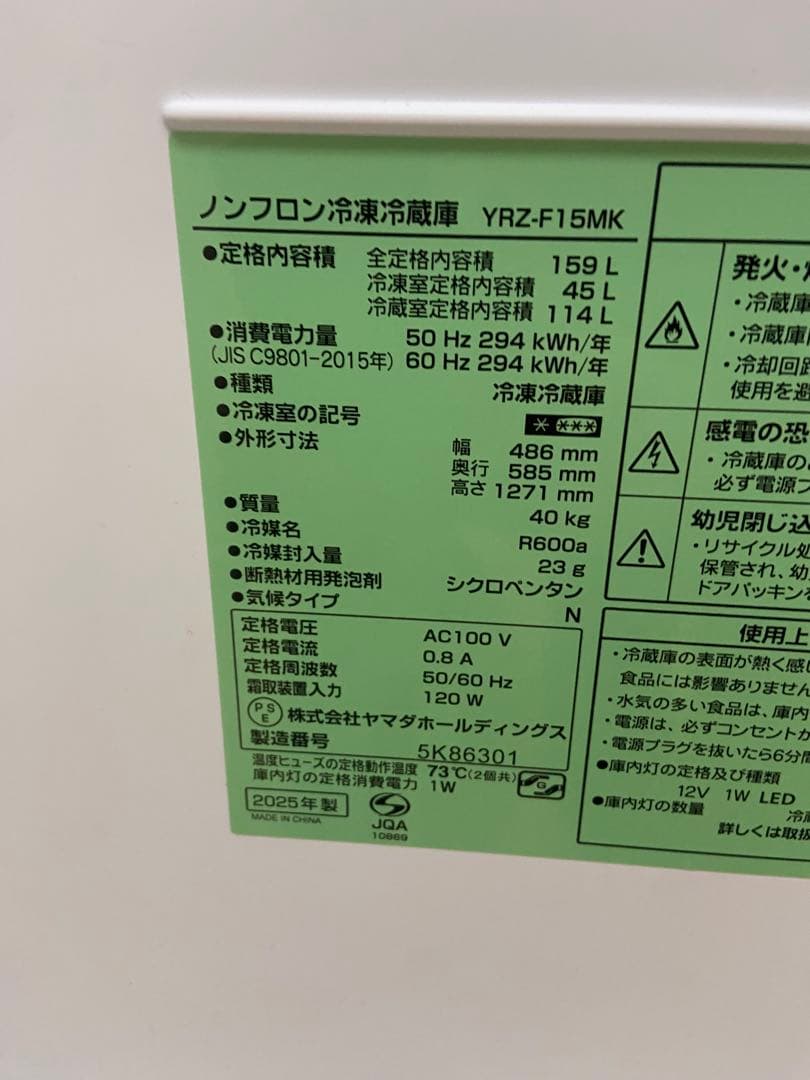 ノンフロン冷凍冷蔵庫 YRZ-F15MK
●定格内容積 全定格内容積 159 L
冷凍室定格内容積 45 L
冷蔵室定格内容積 114 L
●消費電力量 50 Hz 294 kWh/年
(JIS C9801-2015年) 60 Hz 294 kWh/年
●種類 冷凍冷蔵庫
●冷凍室の記号
●外形寸法 幅 486 mm
奥行 585 mm
高さ 1271 mm
●質量 40 kg
●冷媒名 R600a
●冷媒封入量 23 g
●断熱材用発泡剤 シクロペンタン
●気候タイプ N
定格電圧 AC100 V
定格電流 0.8 A
定格周波数 50/60 Hz
霜取装置入力 120 W
PSE 株式会社ヤマダホールディングス
製造番号 5K86301
温度ヒューズの定格動作温度 73℃(2個共)
庫内灯の定格消費電力 1W
G
2025年製
MADE IN CHINA
JQA
10869
発火・
・冷蔵庫
・冷蔵庫
・冷却回路
使用を避
感電の恐
・冷蔵庫の
必ず電源プ
幼児閉じ込
・リサイクル処
保管され、幼
ドアパッキンを
使用上
・冷蔵庫の表面が熱く感じ
食品には影響ありません
・水気の多い食品は、庫内
・電源は、必ずコンセントか
・電源プラグを抜いたら6分間
●庫内灯の定格及び種類
12V 1W LED
●庫内灯の数量 冷蔵
詳しくは取扱